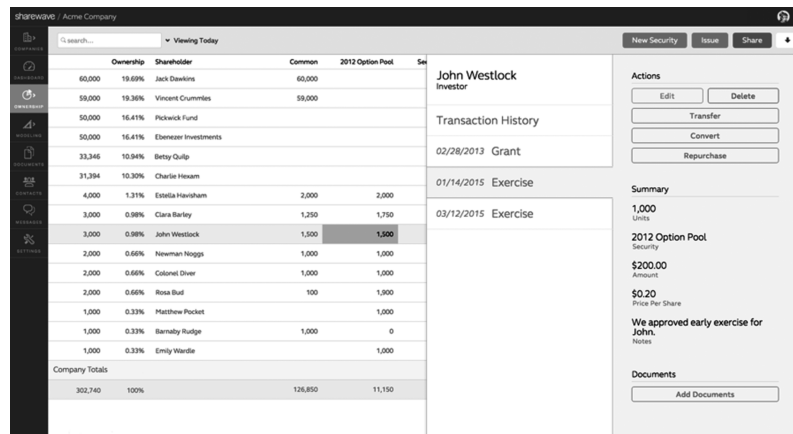 sharewave / Acme Company
COMPANIES
DASHBOARD
OWNERSHIP
MODELING
DOCUMENTS
CONTACTS
MESSAGES
SETTINGS
search...
Viewing Today
New Security
Issue
Share
Ownership Shareholder Common 2012 Option Pool
60,000 19.69% Jack Dawkins 60,000
59,000 19.36% Vincent Crummles 59,000
50,000 16.41% Pickwick Fund
50,000 16.41% Ebenezer Investments
33,346 10.94% Betsy Quilp
31,394 10.30% Charlie Hexam
4,000 1.31% Estella Havisham 2,000 2,000
3,000 0.98% Clara Barley 1,250 1,750
3,000 0.98% John Westlock 1,500 1,500
2,000 0.66% Newman Noggs 1,000 1,000
2,000 0.66% Colonel Diver 1,000 1,000
2,000 0.66% Rosa Bud 100 1,900
1,000 0.33% Matthew Pocket 1,000
1,000 0.33% Barnaby Rudge 1,000 0
1,000 0.33% Emily Wardle 1,000
Company Totals
302,740 100% 126,850 11,150
John Westlock
Investor
Transaction History
02/28/2013 Grant
01/14/2015 Exercise
03/12/2015 Exercise
Actions
Edit
Delete
Transfer
Convert
Repurchase
Summary
1,000
Units
2012 Option Pool
Security
$200.00
Amount
$0.20
Price Per Share
We approved early exercise for
John.
Notes
Documents
Add Documents